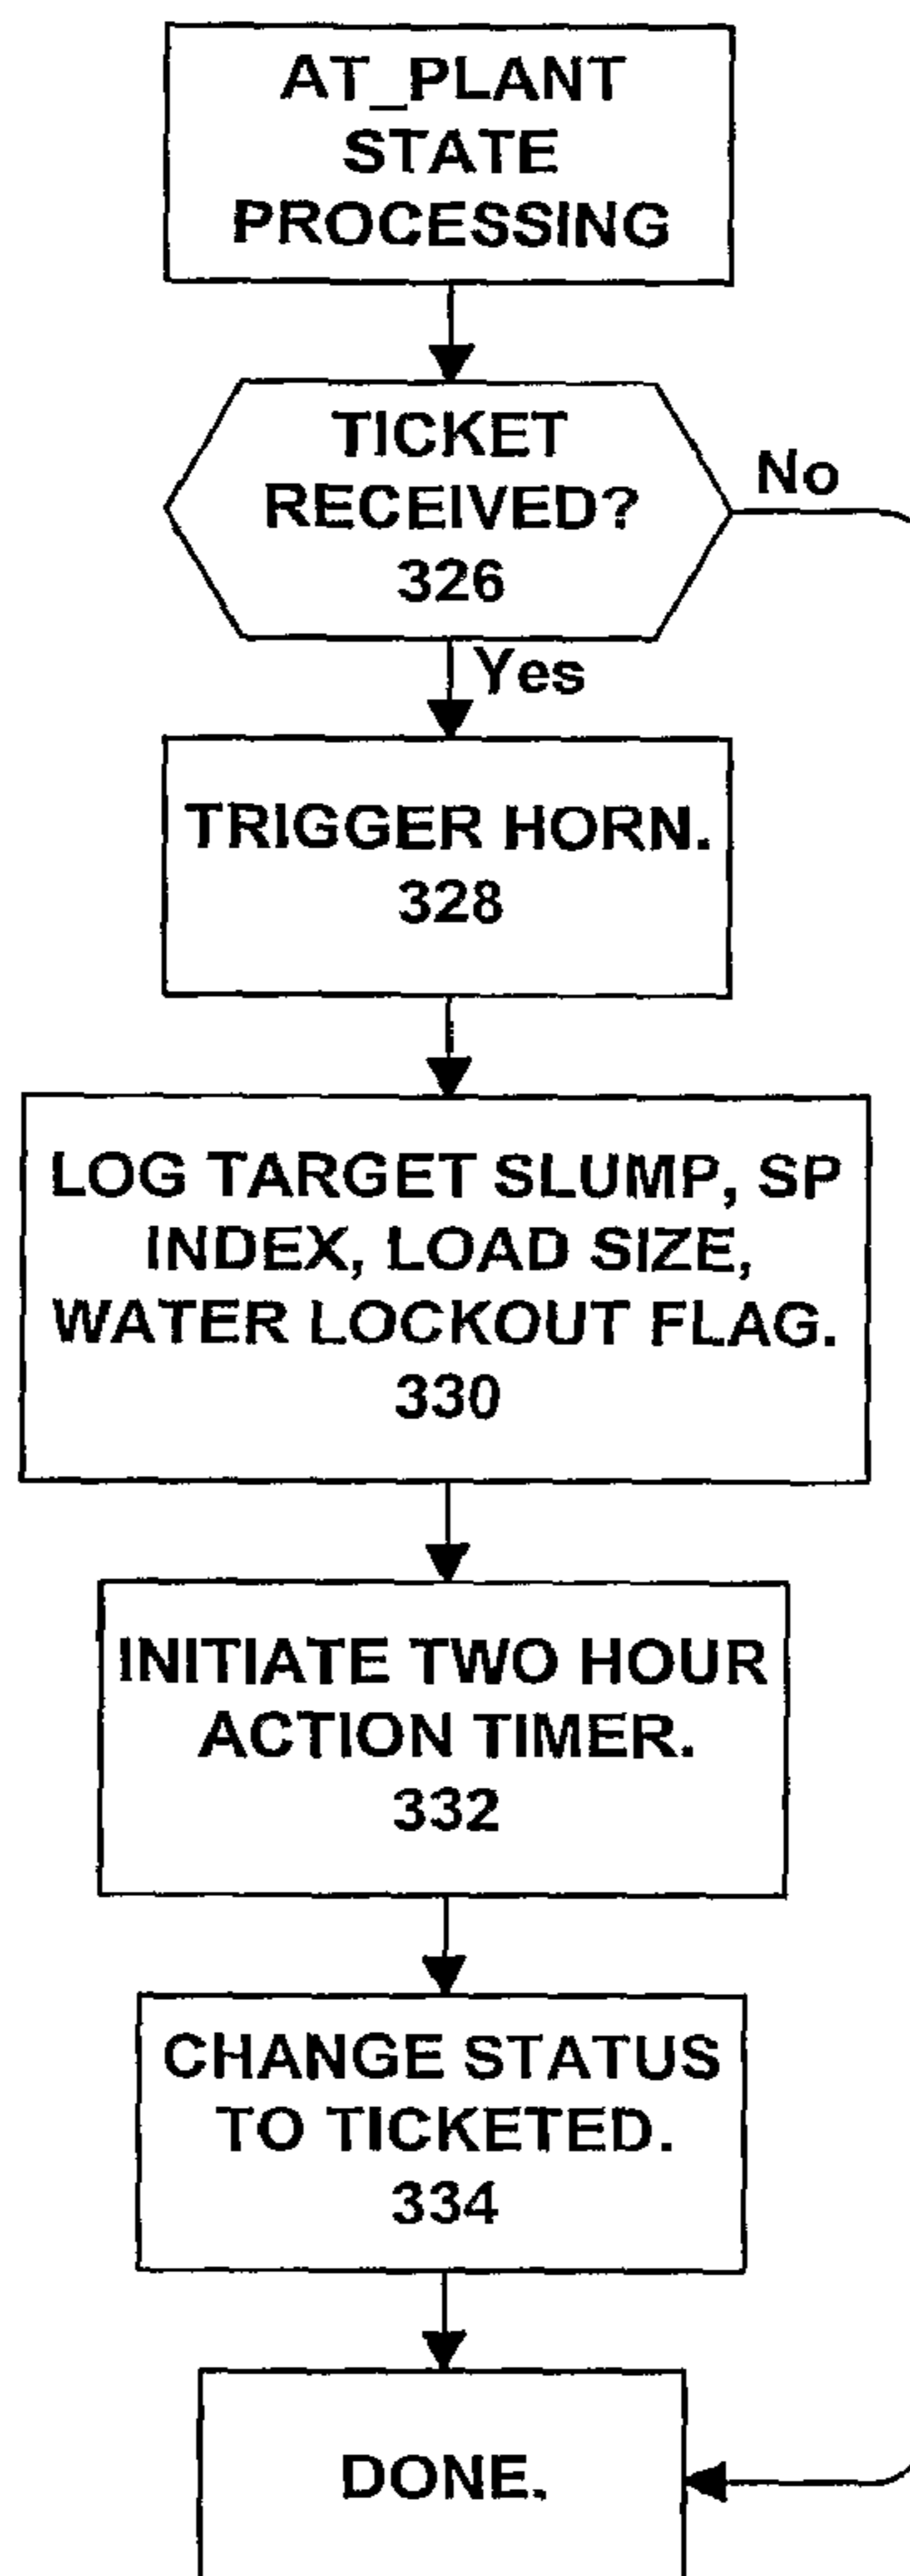 AT_PLANT
STATE
PROCESSING
TICKET
RECEIVED?
326
No
Yes
TRIGGER HORN.
328
LOG TARGET SLUMP, SP
INDEX, LOAD SIZE,
WATER LOCKOUT FLAG.
330
INITIATE TWO HOUR
ACTION TIMER.
332
CHANGE STATUS
TO TICKETED.
334
DONE.